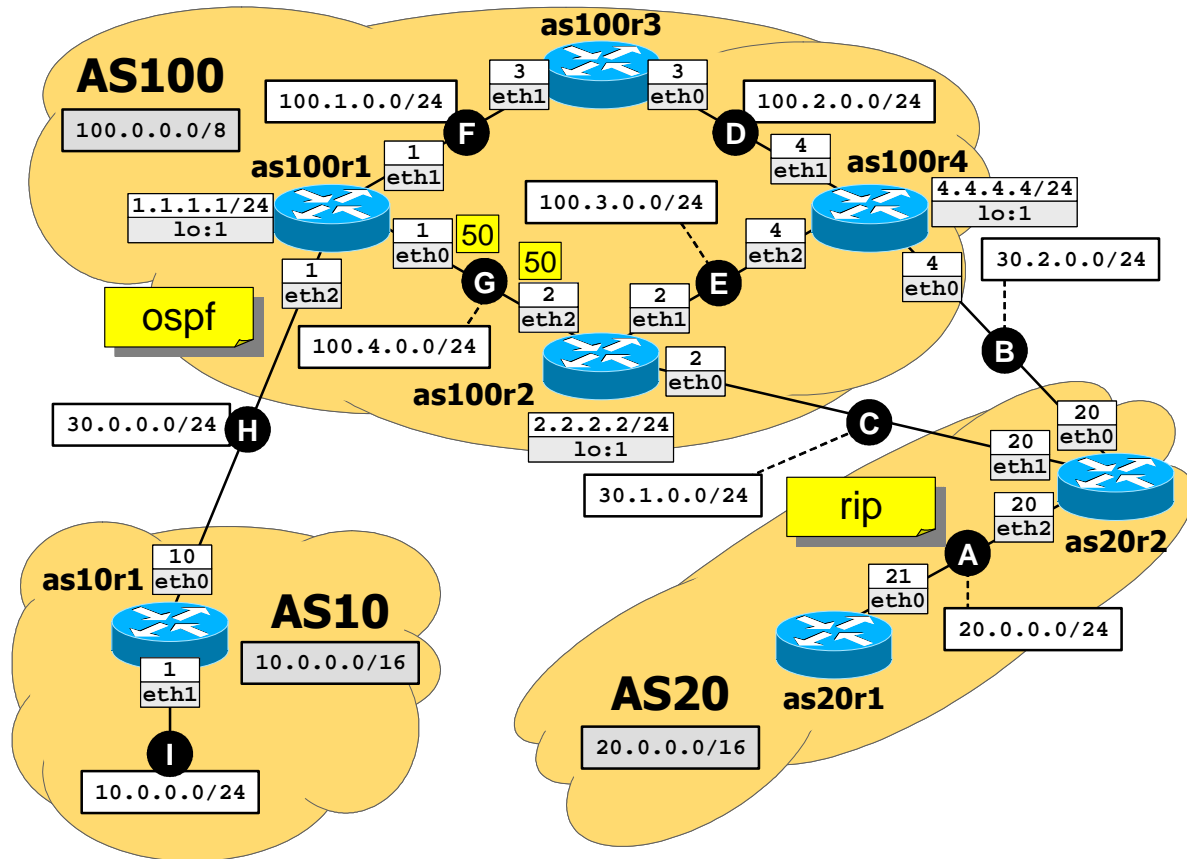 as100r3
AS100
100.0.0.0/8
100.1.0.0/24
3
eth1
3
eth0
100.2.0.0/24
F
D
as100r1
1
eth1
4
eth1
as100r4
1.1.1.1/24
lo:1
100.3.0.0/24
4.4.4.4/24
lo:1
1
eth0
50
4
eth2
4
eth0
30.2.0.0/24
1
eth2
50
G
E
ospf
2
eth2
2
eth1
100.4.0.0/24
B
as100r2
2
eth0
30.0.0.0/24
H
2.2.2.2/24
lo:1
C
20
eth0
20
eth1
30.1.0.0/24
rip
20
eth2
as20r2
A
as10r1
10
eth0
21
eth0
AS10
10.0.0.0/16
20.0.0.0/24
1
eth1
AS20
as20r1
20.0.0.0/16
I
10.0.0.0/24